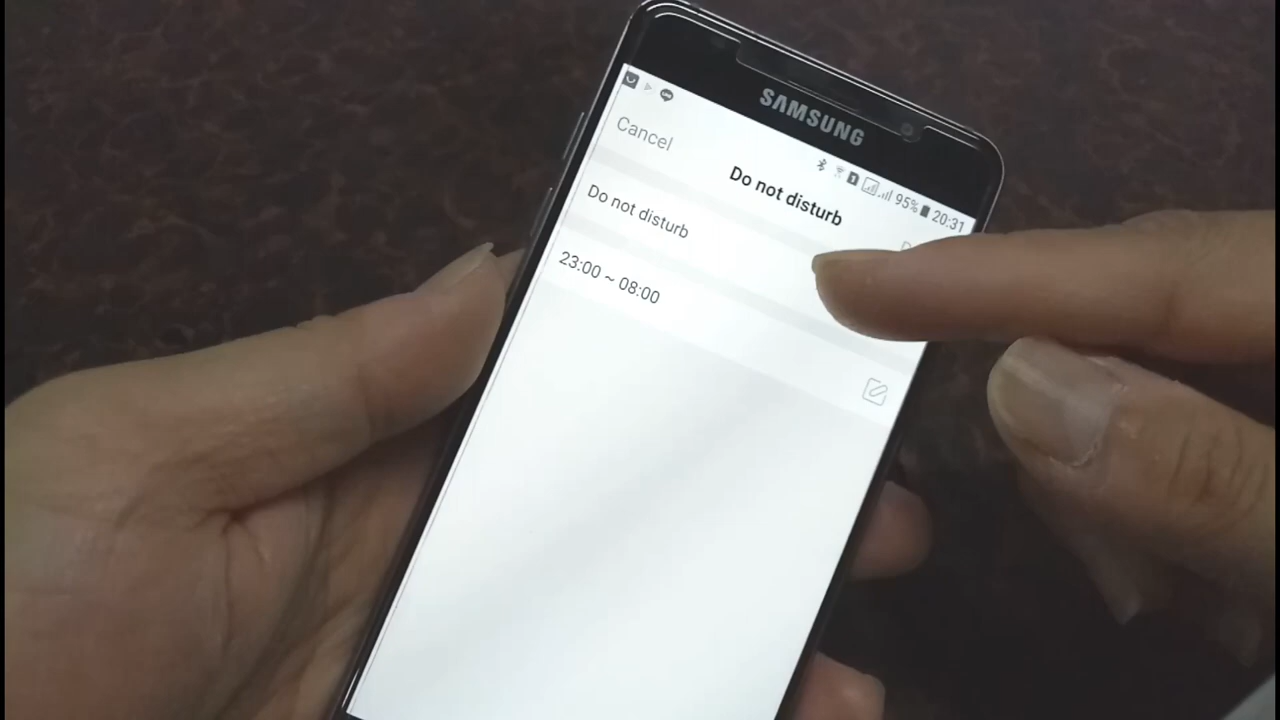 SAMSUNG
95% 20:31
Cancel
Do not disturb
Do not disturb
23:00 ~ 08:00